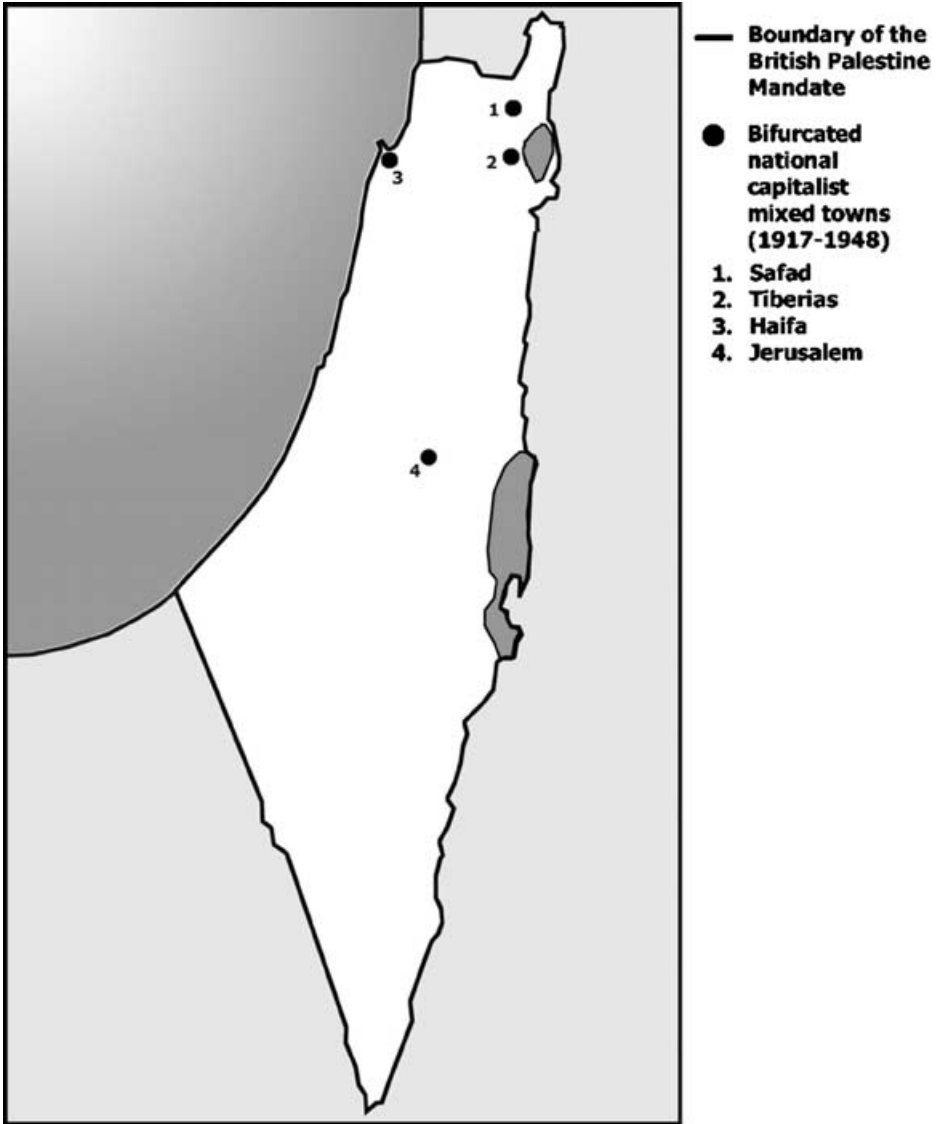 Boundary of the
British Palestine
Mandate
Bifurcated
national
capitalist
mixed towns
(1917-1948)
1. Safad
2. Tiberias
3. Haifa
4. Jerusalem
1
2
3
4